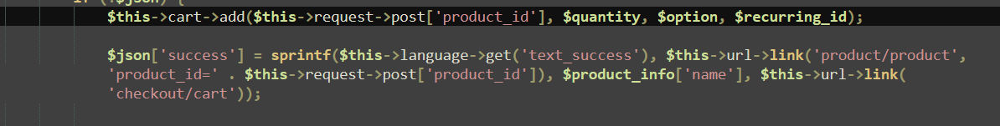 if (!$json) {
$this->cart->add($this->request->post['product_id'], $quantity, $option, $recurring_id);
$json['success'] = sprintf($this->language->get('text_success'), $this->url->link('product/product',
'product_id=' . $this->request->post['product_id']), $product_info['name'], $this->url->link(
'checkout/cart'));